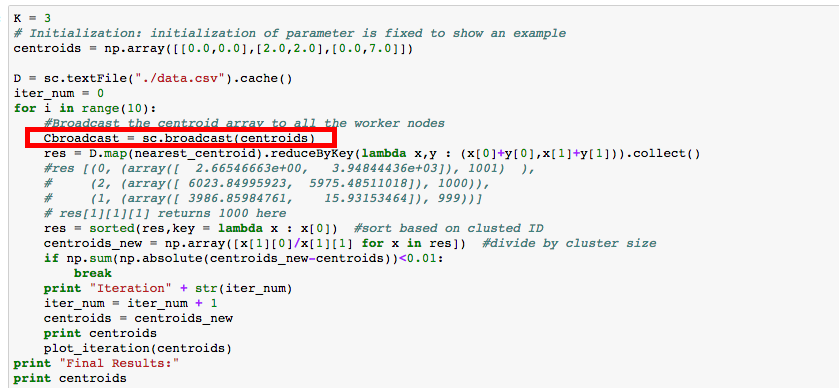 K = 3
# Initialization: initialization of parameter is fixed to show an example
centroids = np.array([[0.0,0.0],[2.0,2.0],[0.0,7.0]])
D = sc.textFile("./data.csv").cache()
iter_num = 0
for i in range(10):
    #Broadcast the centroid array to all the worker nodes
    Cbroadcast = sc.broadcast(centroids)
    res = D.map(nearest_centroid).reduceByKey(lambda x,y : (x[0]+y[0],x[1]+y[1])).collect()
    #res [(0, (array([  2.66546663e+00,   3.94844436e+03]), 1001)  ),
    #     (2, (array([ 6023.84995923,  5975.48511018]), 1000)),
    #     (1, (array([ 3986.85984761,    15.93153464]), 999))]
    # res[1][1][1] returns 1000 here
    res = sorted(res,key = lambda x : x[0])  #sort based on clusted ID
    centroids_new = np.array([x[1][0]/x[1][1] for x in res])  #divide by cluster size
    if np.sum(np.absolute(centroids_new-centroids))<0.01:
        break
    print "Iteration" + str(iter_num)
    iter_num = iter_num + 1
    centroids = centroids_new
    print centroids
    plot_iteration(centroids)
print "Final Results:"
print centroids